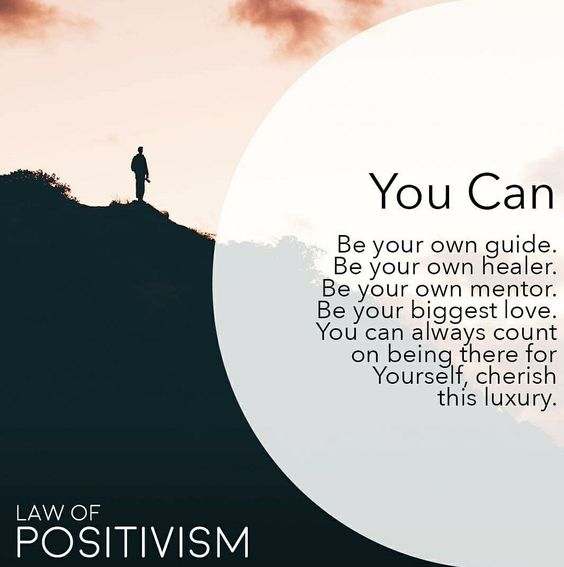 You Can
Be your own guide.
Be your own healer.
Be your own mentor.
Be your biggest love.
You can always count
on being there for
Yourself, cherish
this luxury.
LAW OF
POSITIVISM